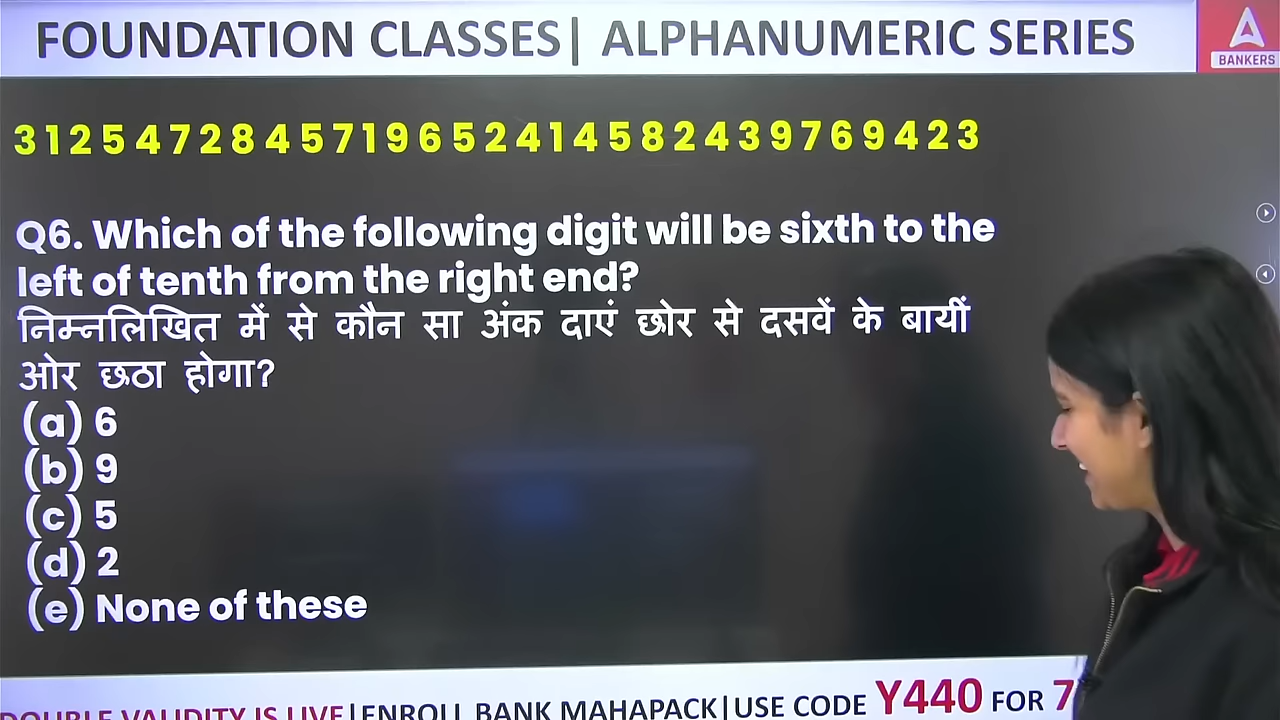 FOUNDATION CLASSES| ALPHANUMERIC SERIES
BANKERS
3 1 2 5 4 7 2 8 4 5 7 1 9 6 5 2 4 1 4 5 8 2 4 3 9 7 6 9 4 2 3
Q6. Which of the following digit will be sixth to the
left of tenth from the right end?
निम्नलिखित में से कौन सा अंक दाएं छोर से दसवें के बायीं
ओर छठा होगा?
(a) 6
(b) 9
(c) 5
(d) 2
(e) None of these
DOUBLE VALIDITY IS LIVE|ENROLL BANK MAHAPACK|USE CODE Y440 FOR 7